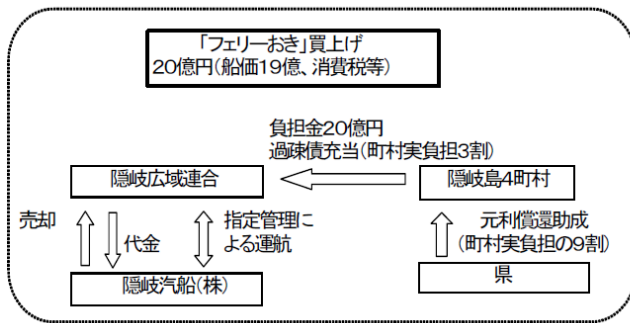 「フェリーおき」買上げ
20億円(船価19億、消費税等)
負担金20億円
過疎債充当(町村実負担3割)
隠岐広域連合
隠岐島4町村
売却
代金
指定管理に
よる運航
元利償還助成
(町村実負担の9割)
隠岐汽船(株)
県